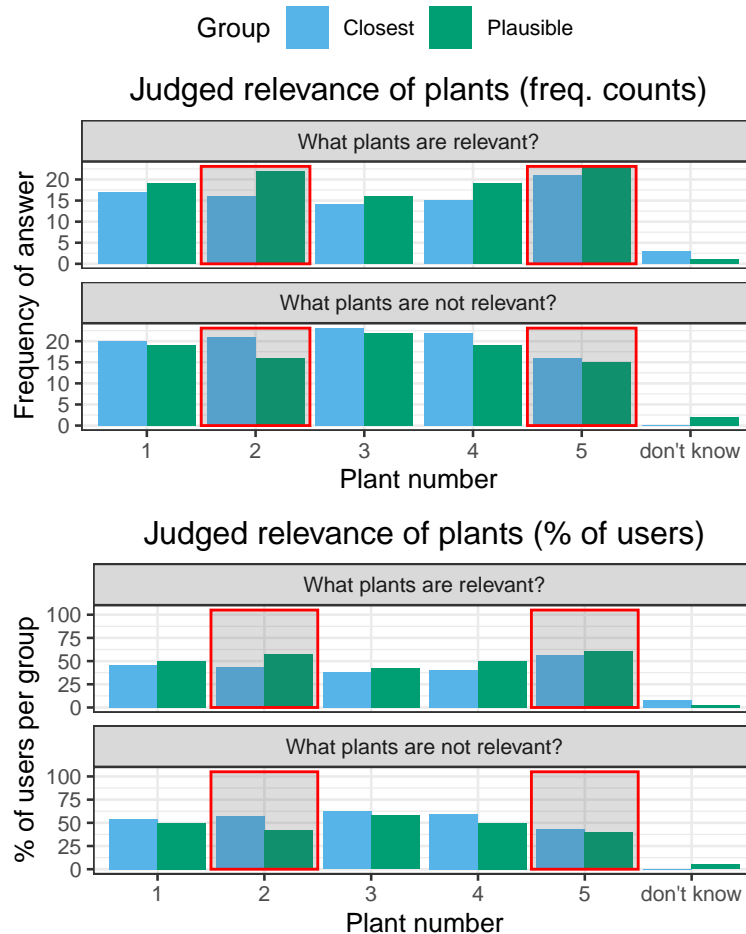 Group Closest Plausible
Judged relevance of plants (freq. counts)
What plants are relevant?
20
15
10
5
0
What plants are not relevant?
20
15
10
5
0
Frequency of answer
1 2 3 4 5 don't know
Plant number
Judged relevance of plants (% of users)
What plants are relevant?
100
75
50
25
0
What plants are not relevant?
100
75
50
25
0
% of users per group
1 2 3 4 5 don't know
Plant number